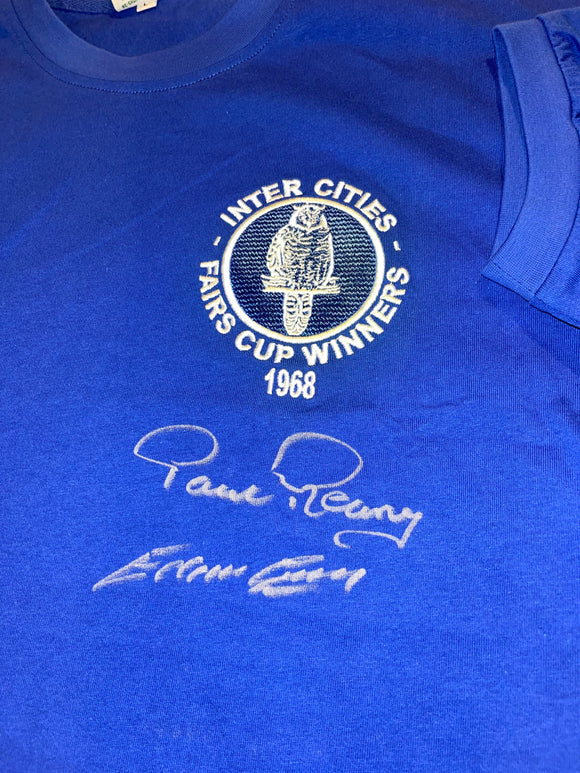 INTER CITIES
FAIRS CUP WINNERS
1968
Paul Reaney